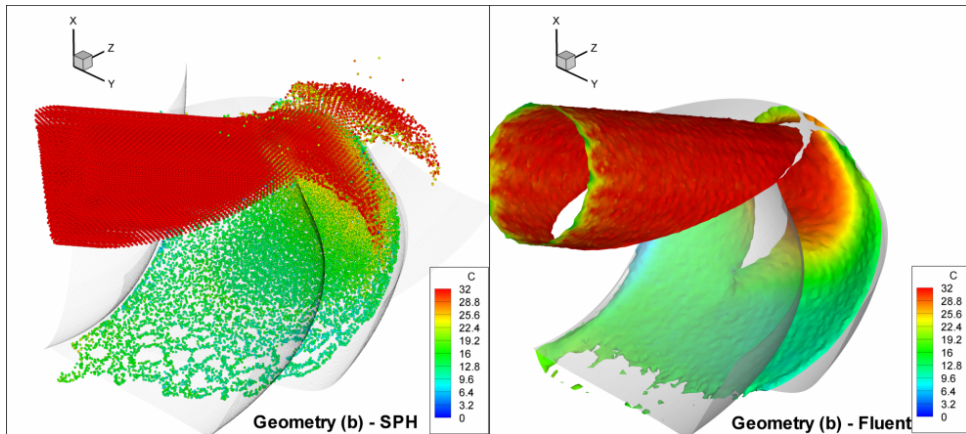 X
Z
Y
C
32
28.8
25.6
22.4
19.2
16
12.8
9.6
6.4
3.2
0
Geometry (b) - SPH
X
Z
Y
C
32
28.8
25.6
22.4
19.2
16
12.8
9.6
6.4
3.2
0
Geometry (b) - Fluent